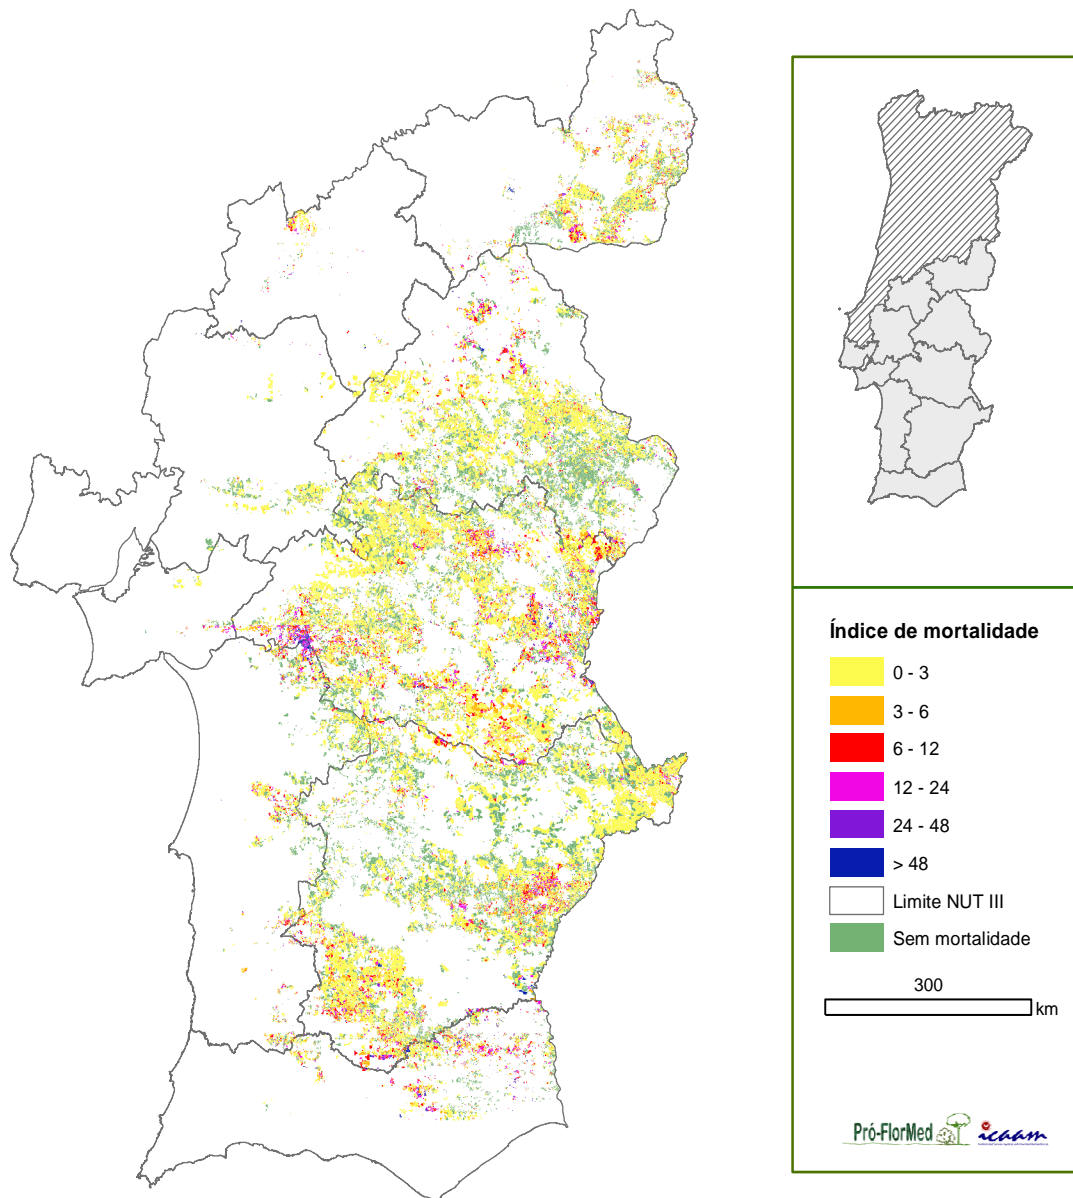 Índice de mortalidade
0 - 3
3 - 6
6 - 12
12 - 24
24 - 48
> 48
Limite NUT III
Sem mortalidade
300
km
Pró-FlorMed
icaam